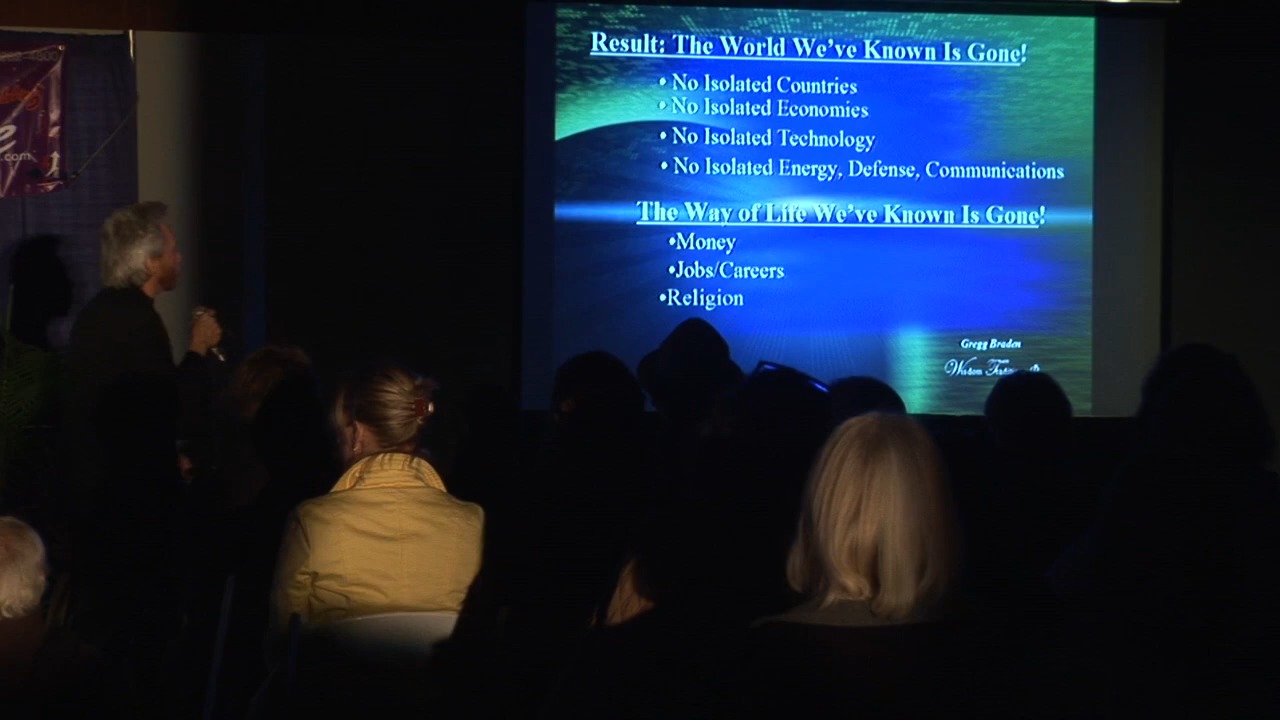 Result: The World We've Known Is Gone!
• No Isolated Countries
• No Isolated Economies
• No Isolated Technology
• No Isolated Energy, Defense, Communications
The Way of Life We've Known Is Gone!
•Money
•Jobs/Careers
•Religion
Gregg Braden
.com